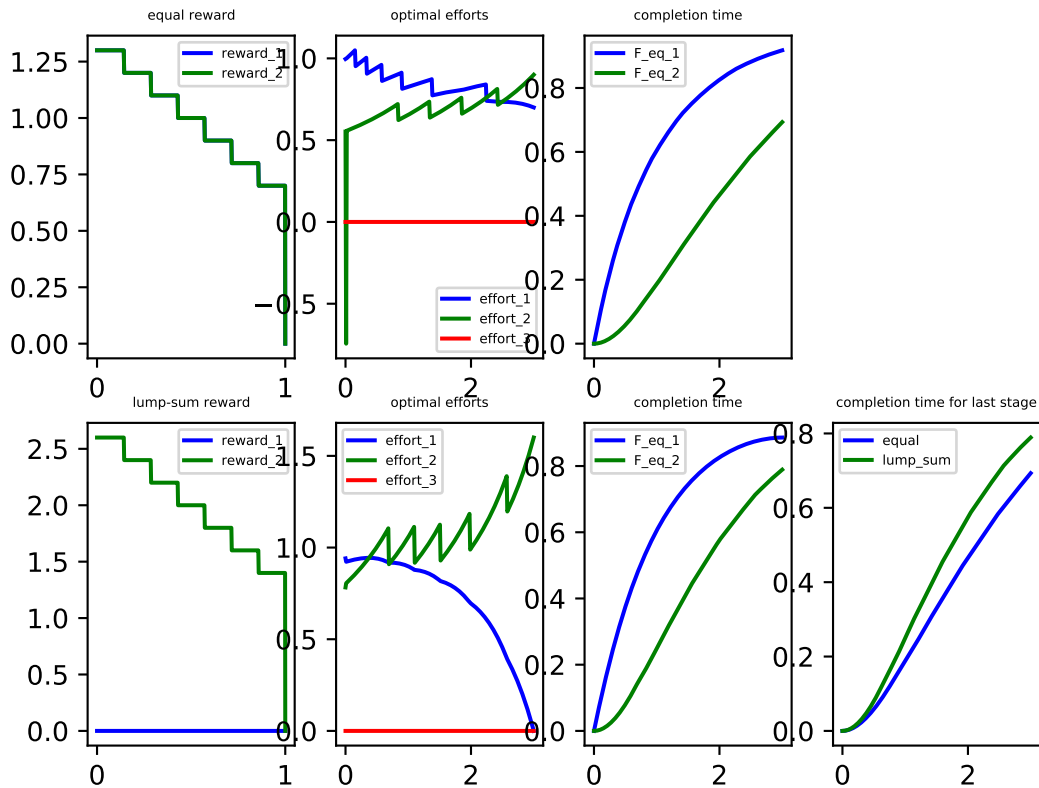 equal reward
reward_1
reward_2
1.25
1.00
0.75
0.50
0.25
0.00
0
1
optimal efforts
effort_1
effort_2
effort_3
1.0
0.5
0.0
−0.5
0
2
completion time
F_eq_1
F_eq_2
0.8
0.6
0.4
0.2
0.0
0
2
lump-sum reward
reward_1
reward_2
2.5
2.0
1.5
1.0
0.5
0.0
0
1
optimal efforts
effort_1
effort_2
effort_3
1.5
1.0
0.5
0.0
0
2
completion time
F_eq_1
F_eq_2
0.8
0.6
0.4
0.2
0.0
0
2
completion time for last stage
equal
lump_sum
0.8
0.6
0.4
0.2
0.0
0
2